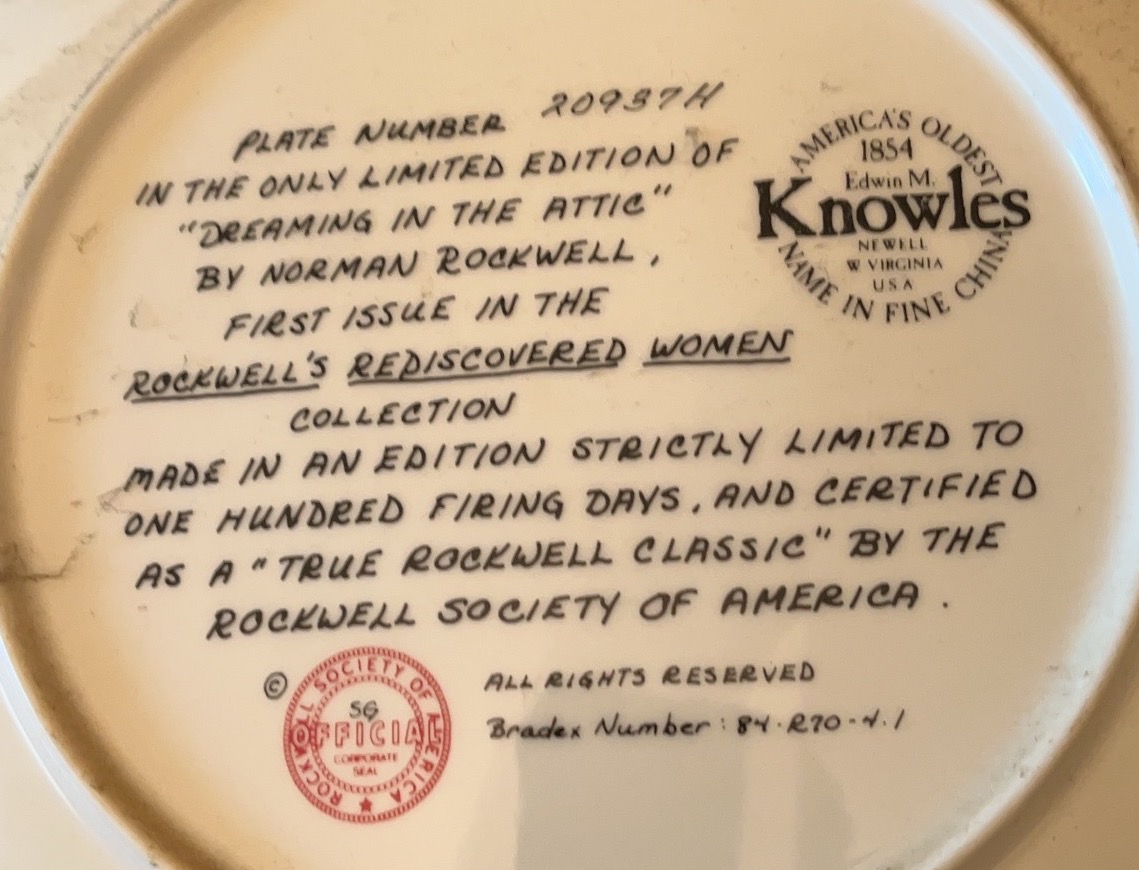 PLATE NUMBER 20937H
IN THE ONLY LIMITED EDITION OF
"DREAMING IN THE ATTIC"
BY NORMAN ROCKWELL,
FIRST ISSUE IN THE
ROCKWELL'S REDISCOVERED WOMEN
COLLECTION
MADE IN AN EDITION STRICTLY LIMITED TO
ONE HUNDRED FIRING DAYS, AND CERTIFIED
AS A "TRUE ROCKWELL CLASSIC" BY THE
ROCKWELL SOCIETY OF AMERICA.
AMERICA'S OLDEST
1854
Edwin M.
Knowles
NEWELL
W VIRGINIA
USA
NAME IN FINE CHINA
©
ROCKWELL SOCIETY OF AMERICA
SG
OFFICIAL
CORPORATE
SEAL
ALL RIGHTS RESERVED
Bradex Number: 84-R70-4.1